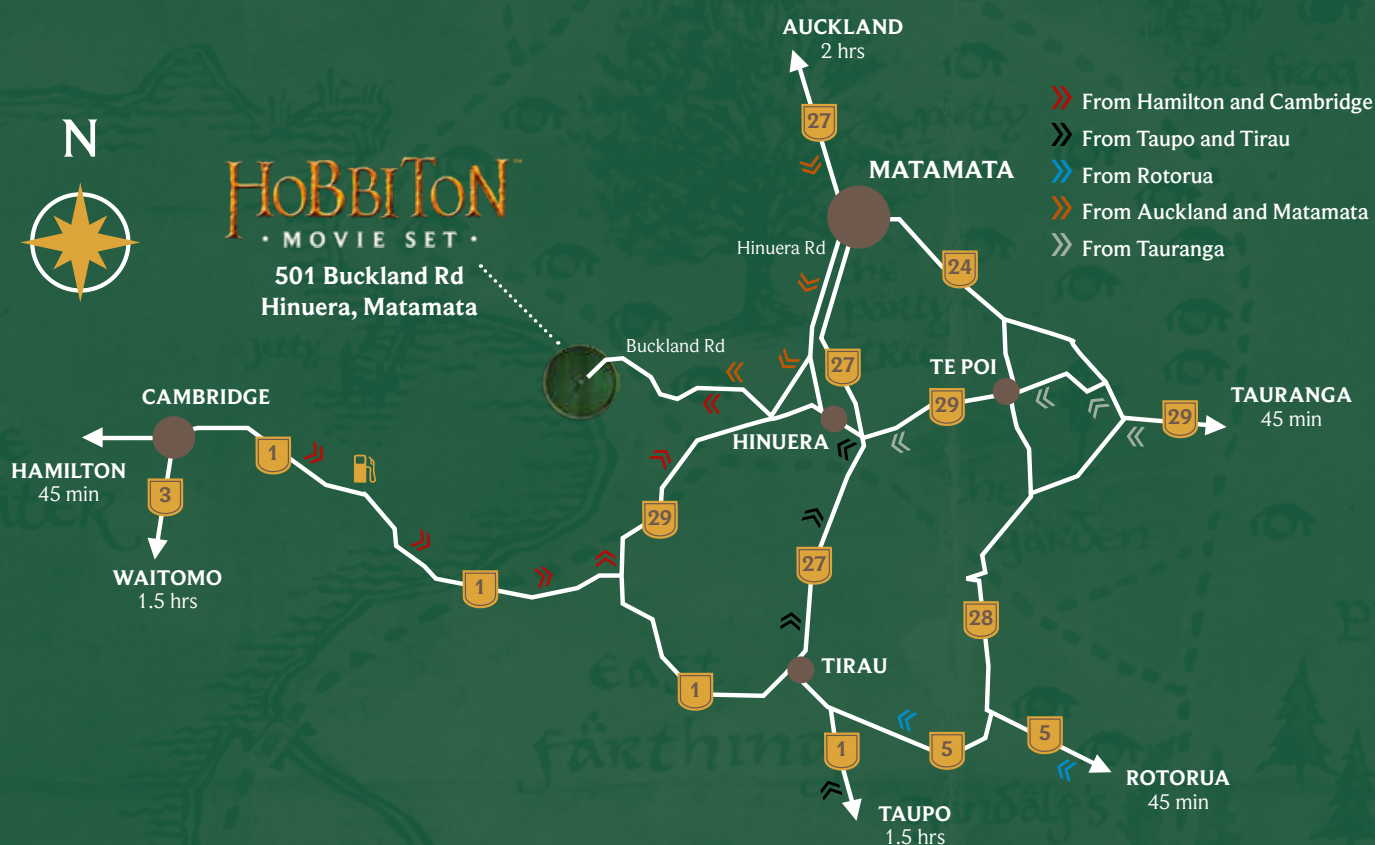 AUCKLAND
2 hrs
27
N
HOBBITON™
· MOVIE SET ·
501 Buckland Rd
Hinuera, Matamata
MATAMATA
Hinuera Rd
24
From Hamilton and Cambridge
From Taupo and Tirau
From Rotorua
From Auckland and Matamata
From Tauranga
Buckland Rd
27
TE POI
29
TAURANGA
45 min
29
HINUERA
CAMBRIDGE
1
HAMILTON
45 min
3
WAITOMO
1.5 hrs
29
1
27
28
TIRAU
1
1
5
5
ROTORUA
45 min
TAUPO
1.5 hrs